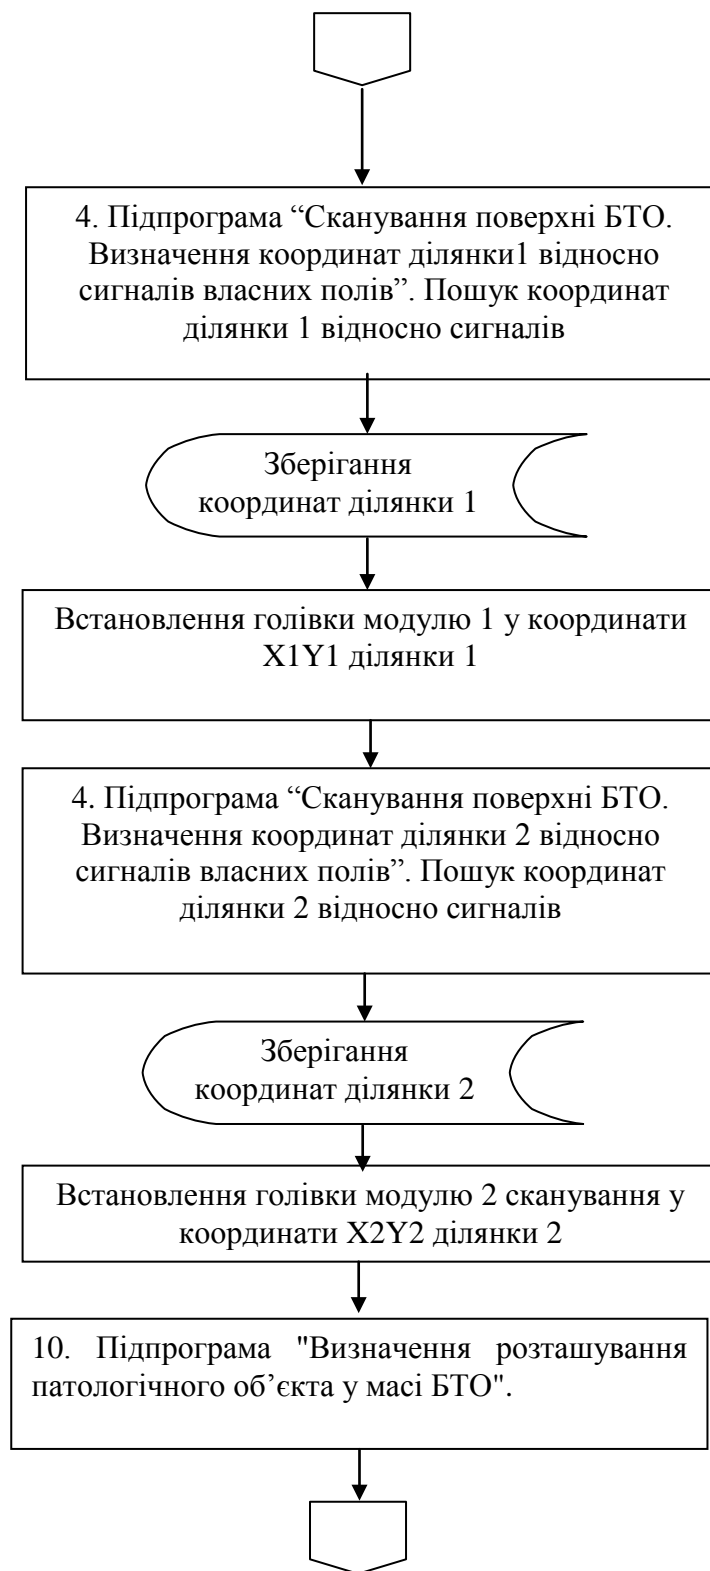 4. Підпрограма “Сканування поверхні БТО.
Визначення координат ділянки1 відносно
сигналів власних полів”. Пошук координат
ділянки 1 відносно сигналів
Зберігання
координат ділянки 1
Встановлення голівки модулю 1 у координати
X1Y1 ділянки 1
4. Підпрограма “Сканування поверхні БТО.
Визначення координат ділянки 2 відносно
сигналів власних полів”. Пошук координат
ділянки 2 відносно сигналів
Зберігання
координат ділянки 2
Встановлення голівки модулю 2 сканування у
координати X2Y2 ділянки 2
10. Підпрограма "Визначення розташування
патологічного об’єкта у масі БТО".